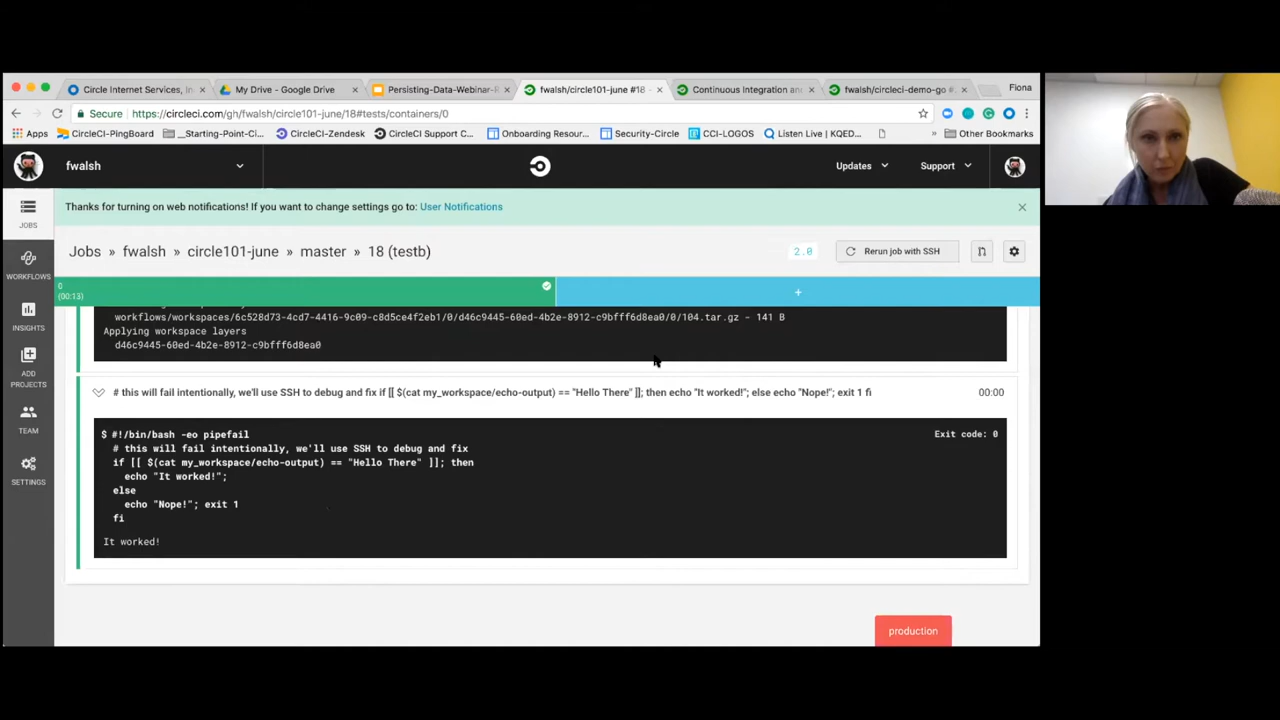 Circle Internet Services, In
My Drive - Google Drive
Persisting-Data-Webinar-R
fwalsh/circle101-june #18 -
Continuous Integration an
fwalsh/circleci-demo-go #
Fiona
Secure
https://circleci.com/gh/fwalsh/circle101-june/18#tests/containers/0
Apps
CircleCI-PingBoard
__Starting-Point-Ci
CircleCI-Zendesk
CircleCI Support C...
Onboarding Resour...
Security-Circle
CCI-LOGOS
Listen Live | KQED...
»
Other Bookmarks
fwalsh
Updates
Support
JOBS
Thanks for turning on web notifications! If you want to change settings go to: User Notifications
Jobs » fwalsh » circle101-june » master » 18 (testb)
2.0
Rerun job with SSH
WORKFLOWS
0
(00:13)
+
INSIGHTS
workflows/workspaces/6c528d73-4cd7-4416-9c09-c8d5ce4f2eb1/0/d46c9445-60ed-4b2e-8912-c9bfff6d8ea0/0/104.tar.gz - 141 B
Applying workspace layers
d46c9445-60ed-4b2e-8912-c9bfff6d8ea0
ADD
PROJECTS
# this will fail intentionally, we'll use SSH to debug and fix if [[ $(cat my_workspace/echo-output) == "Hello There" ]]; then echo "It worked!"; else echo "Nope!"; exit 1 fi
00:00
TEAM
$ #!/bin/bash -eo pipefail
Exit code: 0
# this will fail intentionally, we'll use SSH to debug and fix
if [[ $(cat my_workspace/echo-output) == "Hello There" ]]; then
echo "It worked!";
SETTINGS
else
echo "Nope!"; exit 1
fi
It worked!
production